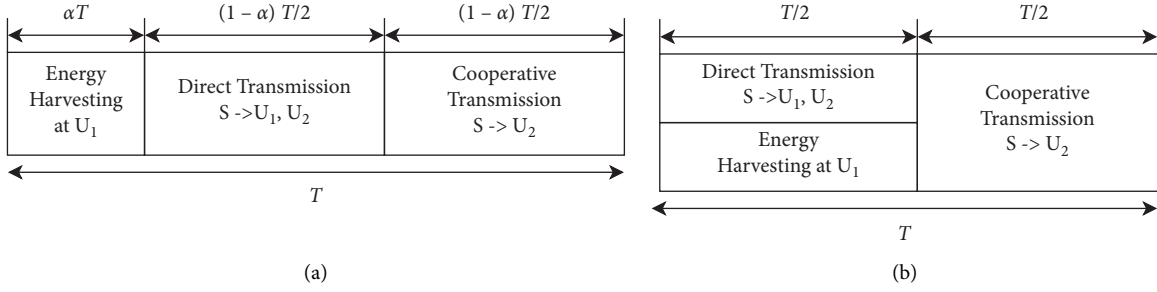 αT
(1 – α) T/2
(1 – α) T/2
Energy
Harvesting
at U₁
Direct Transmission
S ->U₁, U₂
Cooperative
Transmission
S -> U₂
T
(a)
T/2
T/2
Direct Transmission
S ->U₁, U₂
Energy
Harvesting at U₁
Cooperative
Transmission
S -> U₂
T
(b)